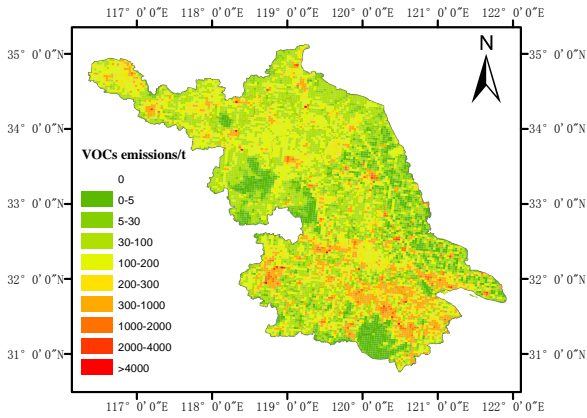 117° 0'0"E 118° 0'0"E 119° 0'0"E 120° 0'0"E 121° 0'0"E 122° 0'0"E
N
35° 0'0"N 35° 0'0"N
34° 0'0"N 34° 0'0"N
VOCs emissions/t
0
0-5
33° 0'0"N 33° 0'0"N
5-30
30-100
100-200
200-300
32° 0'0"N 32° 0'0"N
300-1000
1000-2000
2000-4000
31° 0'0"N 31° 0'0"N
>4000
117° 0'0"E 118° 0'0"E 119° 0'0"E 120° 0'0"E 121° 0'0"E 122° 0'0"E